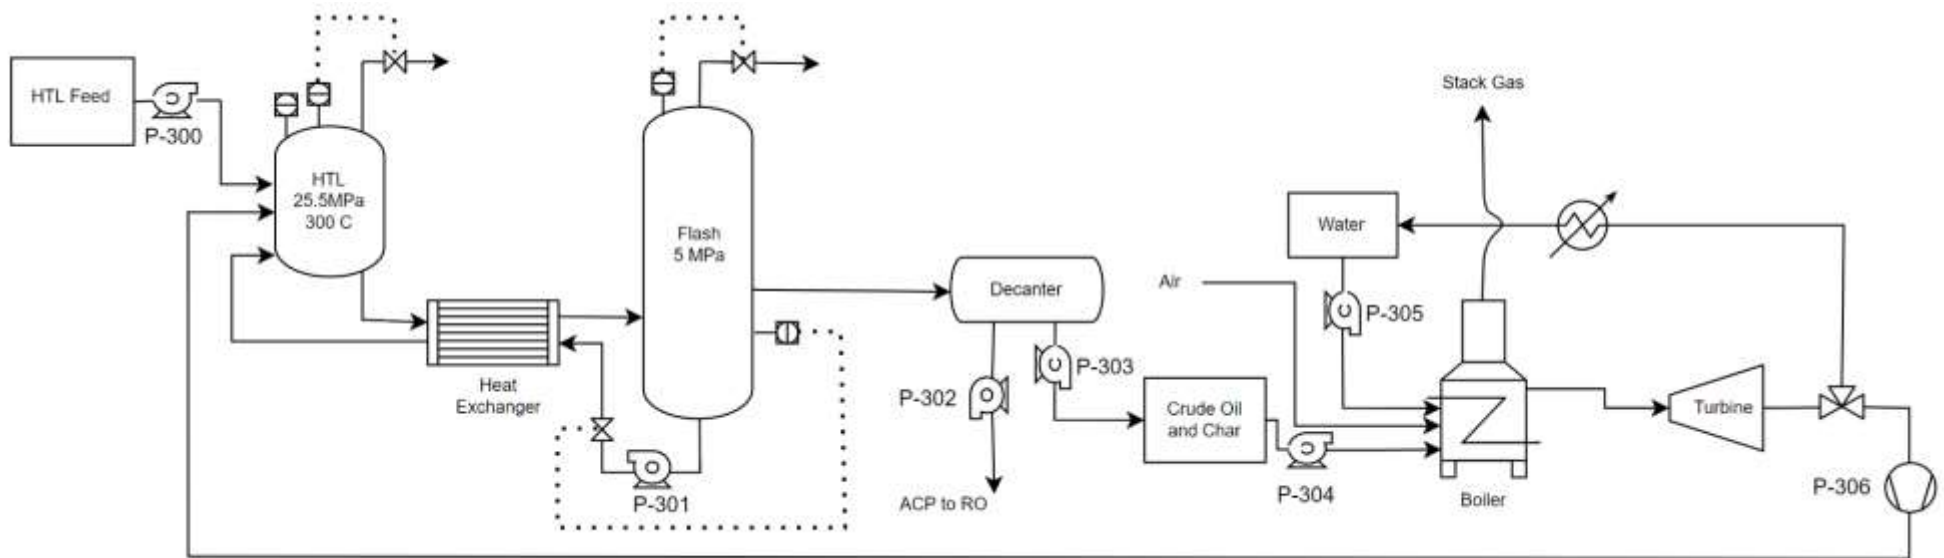 HTL Feed
P-300
HTL
25.5MPa
300 C
Heat
Exchanger
Flash
5 MPa
P-301
Decanter
P-302
P-303
ACP to RO
Crude Oil
and Char
P-304
Air
Water
P-305
Stack Gas
Boiler
Turbine
P-306